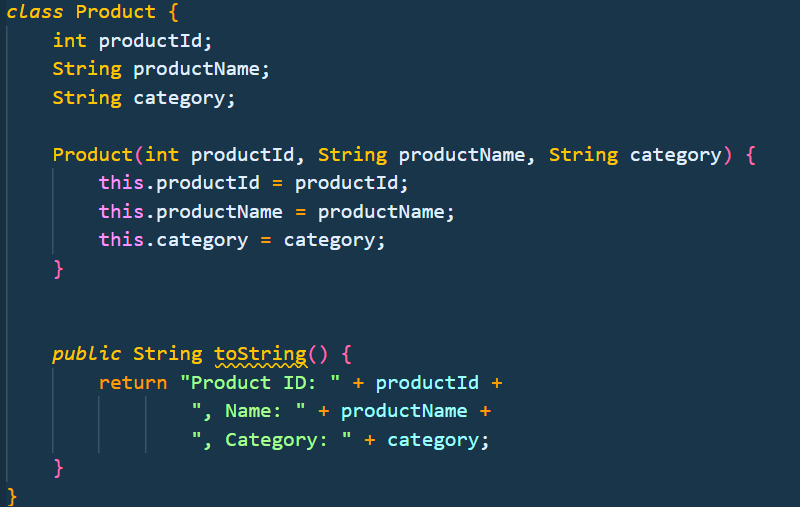 class Product {
    int productId;
    String productName;
    String category;

    Product(int productId, String productName, String category) {
        this.productId = productId;
        this.productName = productName;
        this.category = category;
    }


    public String toString() {
        return "Product ID: " + productId +
                ", Name: " + productName +
                ", Category: " + category;
    }
}